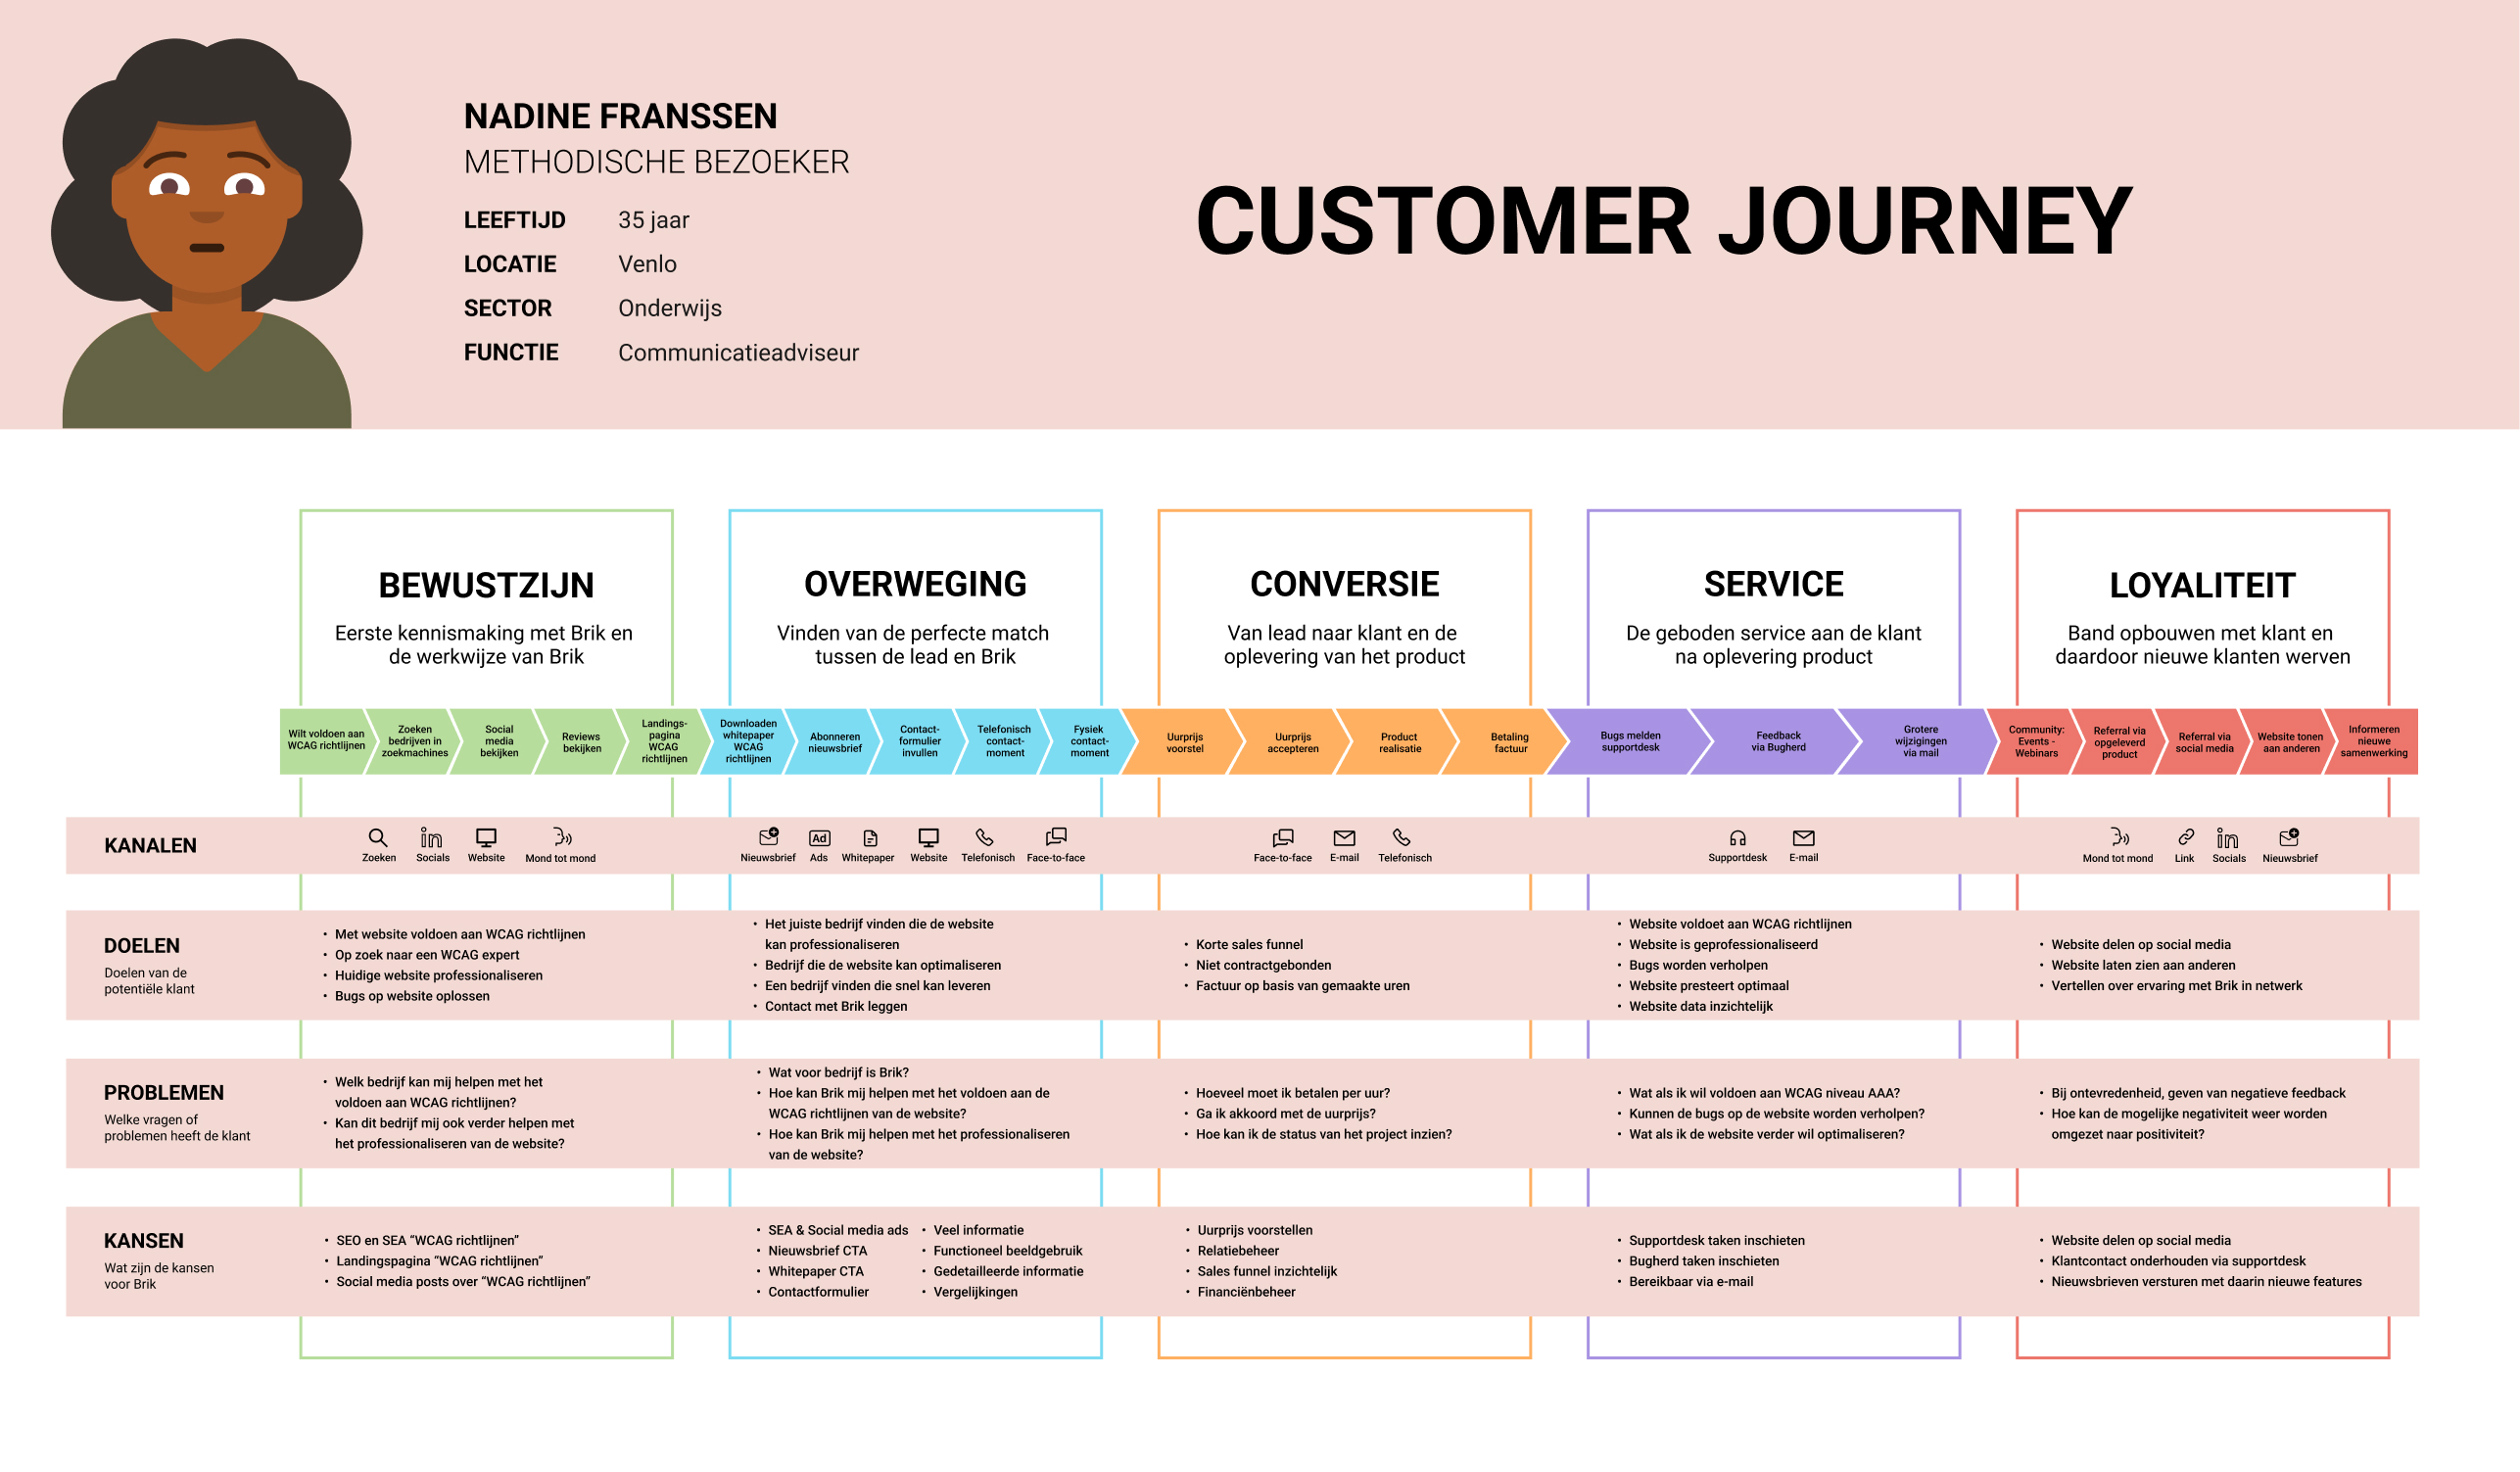 NADINE FRANSSEN
METHODISCHE BEZOEKER
LEEFTIJD 35 jaar
LOCATIE Venlo
SECTOR Onderwijs
FUNCTIE Communicatieadviseur
CUSTOMER JOURNEY
BEWUSTZIJN
Eerste kennismaking met Brik en
de werkwijze van Brik
OVERWEGING
Vinden van de perfecte match
tussen de lead en Brik
CONVERSIE
Van lead naar klant en de
oplevering van het product
SERVICE
De geboden service aan de klant
na oplevering product
LOYALITEIT
Band opbouwen met klant en
daardoor nieuwe klanten werven
Wilt voldoen aan
WCAG richtlijnen
Zoeken
bedrijven in
zoekmachines
Social
media
bekijken
Reviews
bekijken
Landings-
pagina
WCAG
richtlijnen
Downloaden
whitepaper
WCAG
richtlijnen
Abonneren
nieuwsbrief
Contact-
formulier
invullen
Telefonisch
contact-
moment
Fysiek
contact-
moment
Uurprijs
voorstel
Uurprijs
accepteren
Product
realisatie
Betaling
factuur
Bugs melden
supportdesk
Feedback
via Bugherd
Grotere
wijzigingen
via mail
Community:
Events -
Webinars
Referral via
opgeleverd
product
Referral via
social media
Website tonen
aan anderen
Informeren
nieuwe
samenwerking
KANALEN
Zoeken
Socials
Website
Mond tot mond
Nieuwsbrief
Ad
Ads
Whitepaper
Website
Telefonisch
Face-to-face
Face-to-face
E-mail
Telefonisch
Supportdesk
E-mail
Mond tot mond
Link
Socials
Nieuwsbrief
DOELEN
Doelen van de
potentiële klant
• Met website voldoen aan WCAG richtlijnen
• Op zoek naar een WCAG expert
• Huidige website professionaliseren
• Bugs op website oplossen
• Het juiste bedrijf vinden die de website
kan professionaliseren
• Bedrijf die de website kan optimaliseren
• Een bedrijf vinden die snel kan leveren
• Contact met Brik leggen
• Korte sales funnel
• Niet contractgebonden
• Factuur op basis van gemaakte uren
• Website voldoet aan WCAG richtlijnen
• Website is geprofessionaliseerd
• Bugs worden verholpen
• Website presteert optimaal
• Website data inzichtelijk
• Website delen op social media
• Website laten zien aan anderen
• Vertellen over ervaring met Brik in netwerk
PROBLEMEN
Welke vragen of
problemen heeft de klant
• Welk bedrijf kan mij helpen met het
voldoen aan WCAG richtlijnen?
• Kan dit bedrijf mij ook verder helpen met
het professionaliseren van de website?
• Wat voor bedrijf is Brik?
• Hoe kan Brik mij helpen met het voldoen aan de
WCAG richtlijnen van de website?
• Hoe kan Brik mij helpen met het professionaliseren
van de website?
• Hoeveel moet ik betalen per uur?
• Ga ik akkoord met de uurprijs?
• Hoe kan ik de status van het project inzien?
• Wat als ik wil voldoen aan WCAG niveau AAA?
• Kunnen de bugs op de website worden verholpen?
• Wat als ik de website verder wil optimaliseren?
• Bij ontevredenheid, geven van negatieve feedback
• Hoe kan de mogelijke negativiteit weer worden
omgezet naar positiviteit?
KANSEN
Wat zijn de kansen
voor Brik
• SEO en SEA “WCAG richtlijnen”
• Landingspagina “WCAG richtlijnen”
• Social media posts over “WCAG richtlijnen”
• SEA & Social media ads
• Nieuwsbrief CTA
• Whitepaper CTA
• Contactformulier
• Veel informatie
• Functioneel beeldgebruik
• Gedetailleerde informatie
• Vergelijkingen
• Uurprijs voorstellen
• Relatiebeheer
• Sales funnel inzichtelijk
• Financiënbeheer
• Supportdesk taken inschieten
• Bugherd taken inschieten
• Bereikbaar via e-mail
• Website delen op social media
• Klantcontact onderhouden via supportdesk
• Nieuwsbrieven versturen met daarin nieuwe features